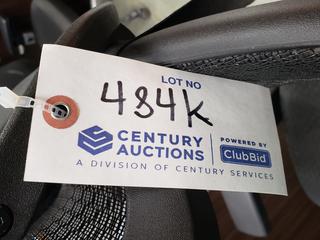 LOT NO
484K
CENTURY AUCTIONS
POWERED BY
ClubBid
A DIVISION OF CENTURY SERVICES